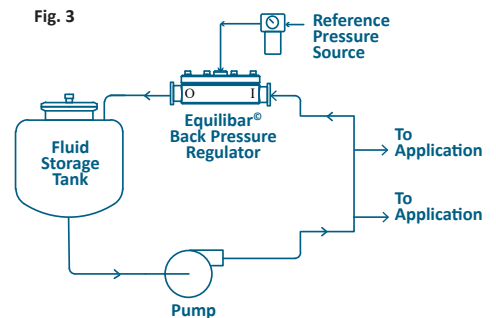 Fig. 3
Reference
Pressure
Source
O
I
Equilibar©
Back Pressure
Regulator
Fluid
Storage
Tank
To
Application
To
Application
Pump